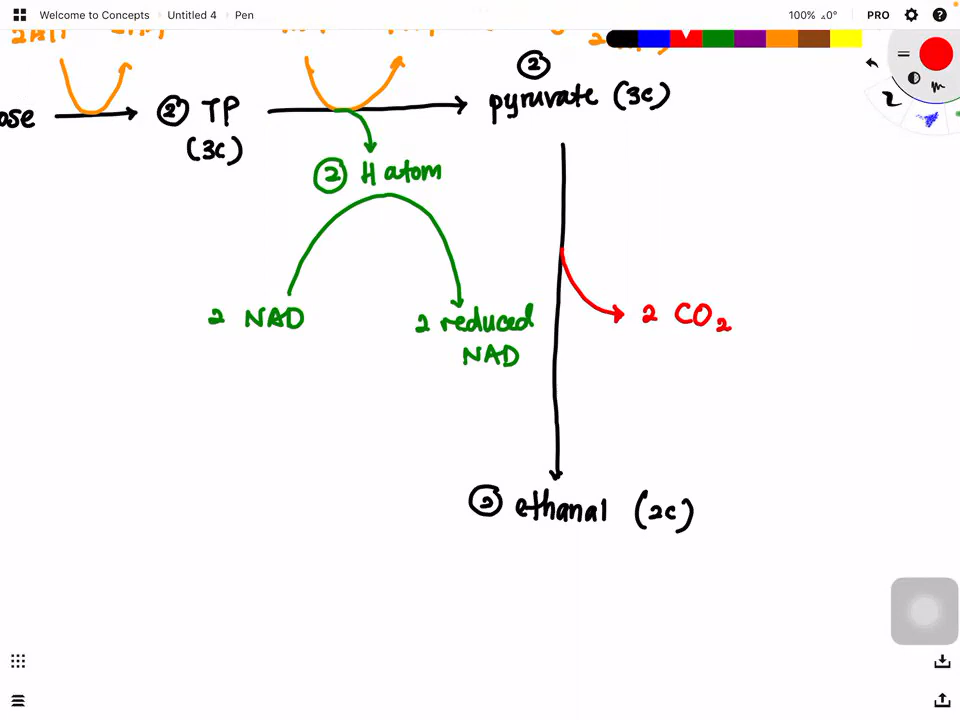 Welcome to Concepts Untitled 4 Pen 100% ⊿0° PRO
2
pyruvate (3c)
ose
2 TP
(3c)
2 H atom
2 NAD
2 reduced
NAD
2 CO₂
2 ethanal (2c)